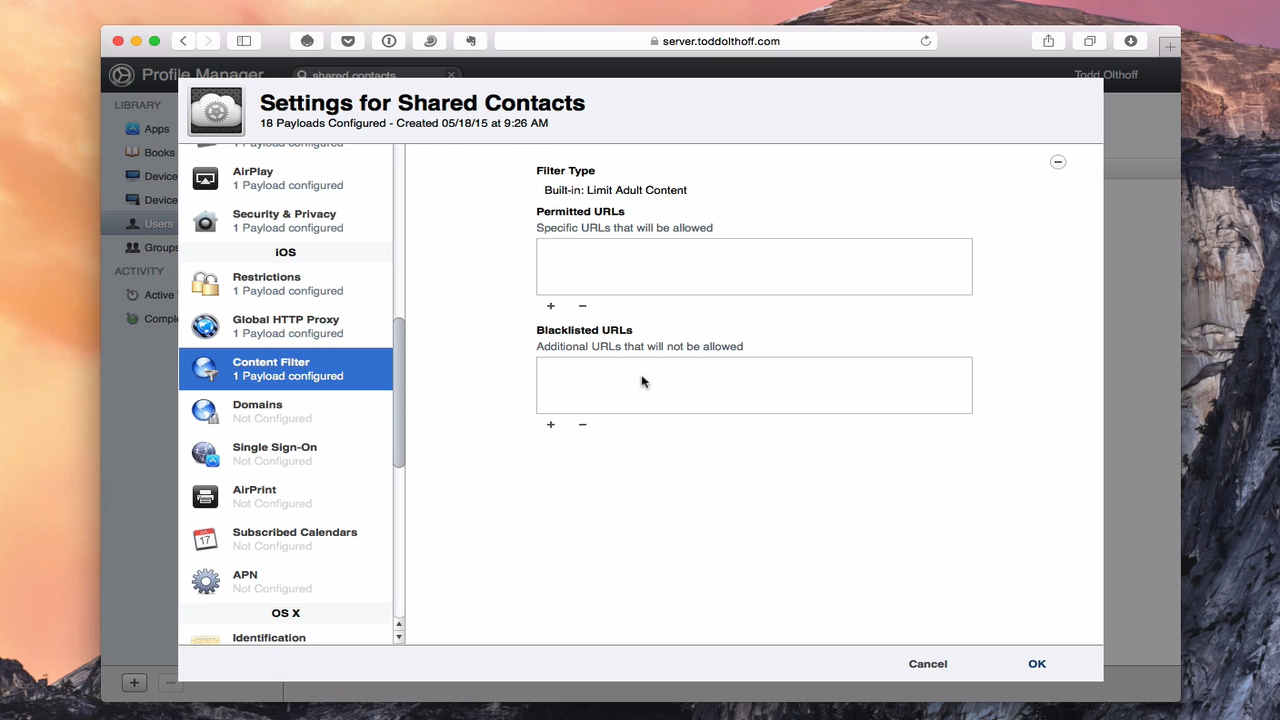 server.toddolthoff.com
Profile Manager
shared contacts
Todd Olthoff
LIBRARY
Apps
Books
Device
Device
Users
Groups
ACTIVITY
Active
Comple
Settings for Shared Contacts
18 Payloads Configured - Created 05/18/15 at 9:26 AM
1 Payload configured
AirPlay
1 Payload configured
Security & Privacy
1 Payload configured
iOS
Restrictions
1 Payload configured
Global HTTP Proxy
1 Payload configured
Content Filter
1 Payload configured
Domains
Not Configured
Single Sign-On
Not Configured
AirPrint
Not Configured
Subscribed Calendars
Not Configured
17
APN
Not Configured
OS X
Identification
Filter Type
Built-in: Limit Adult Content
Permitted URLs
Specific URLs that will be allowed
+ −
Blacklisted URLs
Additional URLs that will not be allowed
+ −
Cancel
OK